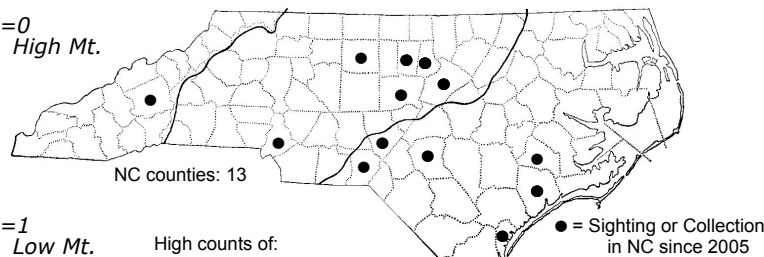 =0
High Mt.
NC counties: 13
=1
Low Mt.
High counts of:
● = Sighting or Collection
in NC since 2005